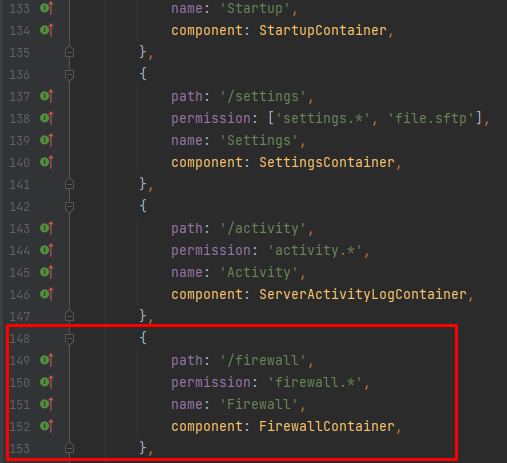 133 name: 'Startup',
134 component: StartupContainer,
135 },
136 {
137 path: '/settings',
138 permission: ['settings.*', 'file.sftp'],
139 name: 'Settings',
140 component: SettingsContainer,
141 },
142 {
143 path: '/activity',
144 permission: 'activity.*',
145 name: 'Activity',
146 component: ServerActivityLogContainer,
147 },
148 {
149 path: '/firewall',
150 permission: 'firewall.*',
151 name: 'Firewall',
152 component: FirewallContainer,
153 },